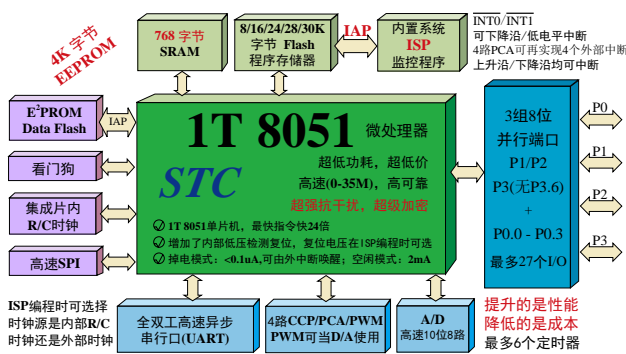 4K 字节
EEPROM
768 字节
SRAM
8/16/24/28/30K
字节 Flash
程序存储器
IAP
内置系统
ISP
监控程序
INT0/INT1
可下降沿/低电平中断
4路PCA可再实现4个外部中断
上升沿/下降沿均可中断
E²PROM
Data Flash
IAP
看门狗
集成片内
R/C时钟
高速SPI
1T 8051 微处理器
STC
超低功耗，超低价
高速(0-35M)，高可靠
超强抗干扰，超级加密
1T 8051单片机，最快指令快24倍
增加了内部低压检测复位，复位电压在ISP编程时可选
掉电模式：<0.1uA,可由外中断唤醒；空闲模式：2mA
3组8位
并行端口
P1/P2
P3(无P3.6)
+
P0.0 - P0.3
最多27个I/O
P0
P1
P2
P3
ISP编程时可选择
时钟源是内部R/C
时钟还是外部时钟
全双工高速异步
串行口(UART)
4路CCP/PCA/PWM
PWM可当D/A使用
A/D
高速10位8路
提升的是性能
降低的是成本
最多6个定时器